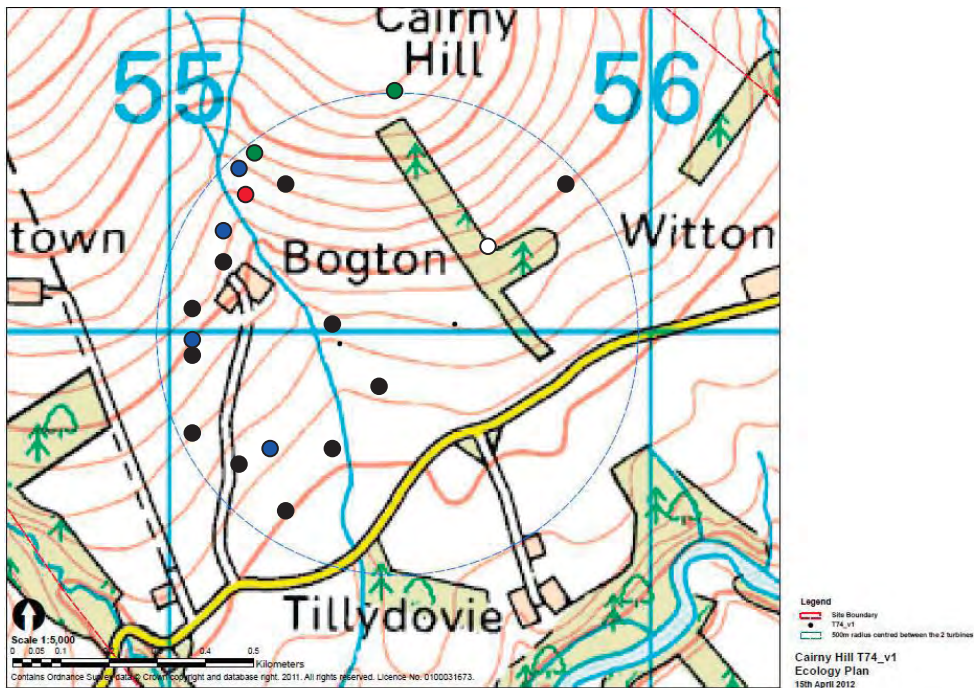 Cairny
Hill
55
56
town
Bogton
Witton
Tillydovie
Scale 1:5,000
0 0.05 0.1 0.2 0.3 0.4 0.5
Kilometers
Contains Ordnance Survey data © Crown copyright and database right. 2011. All rights reserved. Licence No. 0100031673.
Legend
Site Boundary
T74_v1
500m radius centred between the 2 turbines
Cairny Hill T74_v1
Ecology Plan
15th April 2012